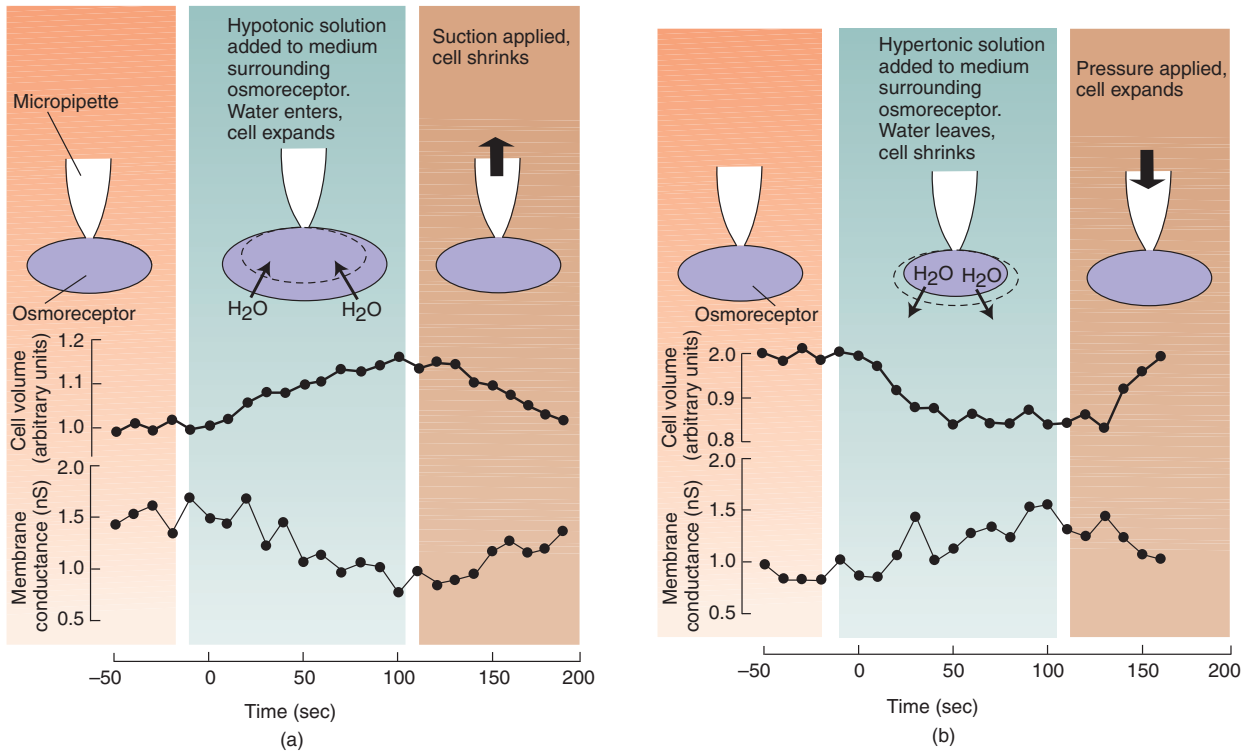 Hypotonic solution
added to medium
surrounding
osmoreceptor.
Water enters,
cell expands
Suction applied,
cell shrinks
Micropipette
H2O
H2O
Osmoreceptor
Cell volume
(arbitrary units)
1.2
1.1
1.0
Membrane
conductance (nS)
2.0
1.5
1.0
0.5
–50
0
50
100
150
200
Time (sec)
(a)
Hypertonic solution
added to medium
surrounding
osmoreceptor.
Water leaves,
cell shrinks
Pressure applied,
cell expands
H2O
H2O
Osmoreceptor
Cell volume
(arbitrary units)
2.0
0.9
0.8
Membrane
conductance (nS)
2.0
1.5
1.0
0.5
–50
0
50
100
150
200
Time (sec)
(b)